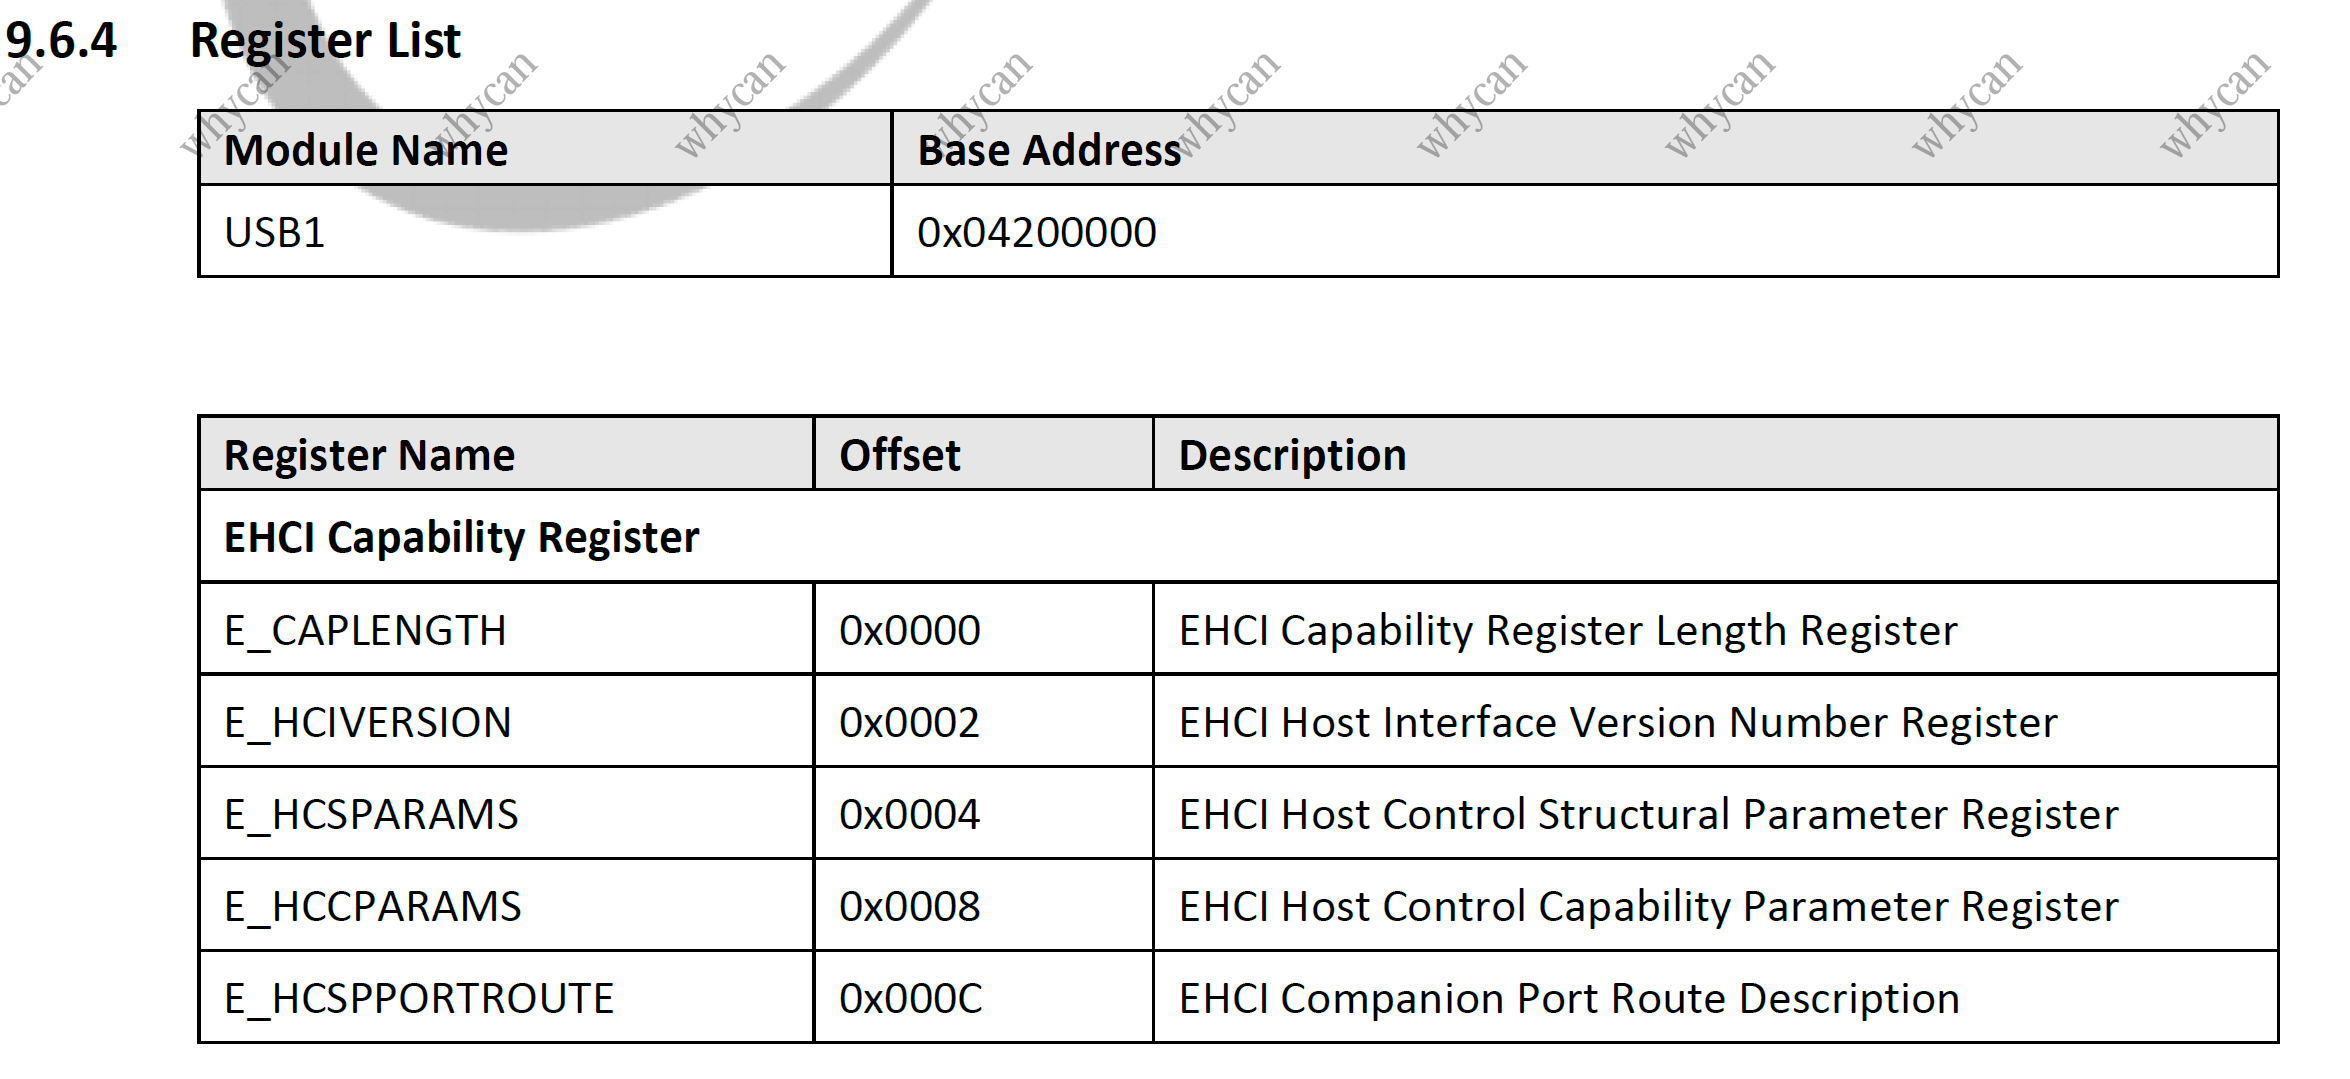 9.6.4 Register List
can whycan whycan whycan whycan whycan whycan whycan whycan whycan
Module Name Base Address
USB1 0x04200000
Register Name Offset Description
EHCI Capability Register
E_CAPLENGTH 0x0000 EHCI Capability Register Length Register
E_HCIVERSION 0x0002 EHCI Host Interface Version Number Register
E_HCSPARAMS 0x0004 EHCI Host Control Structural Parameter Register
E_HCCPARAMS 0x0008 EHCI Host Control Capability Parameter Register
E_HCSPPORTROUTE 0x000C EHCI Companion Port Route Description